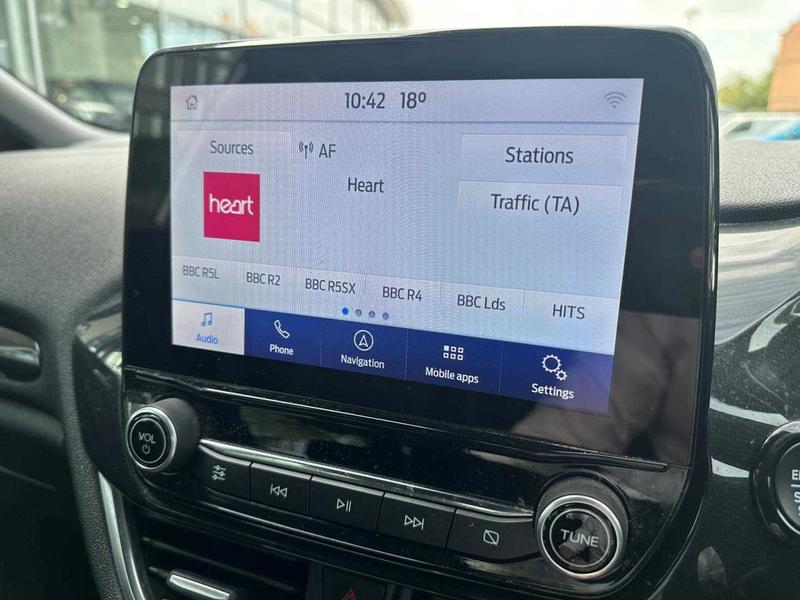 10:42 18°
Sources AF Stations
Heart
Traffic (TA)
heart
BBC R5L BBC R2 BBC R5SX BBC R4 BBC Lds HITS
Audio Phone Navigation Mobile apps Settings
VOL
TUNE